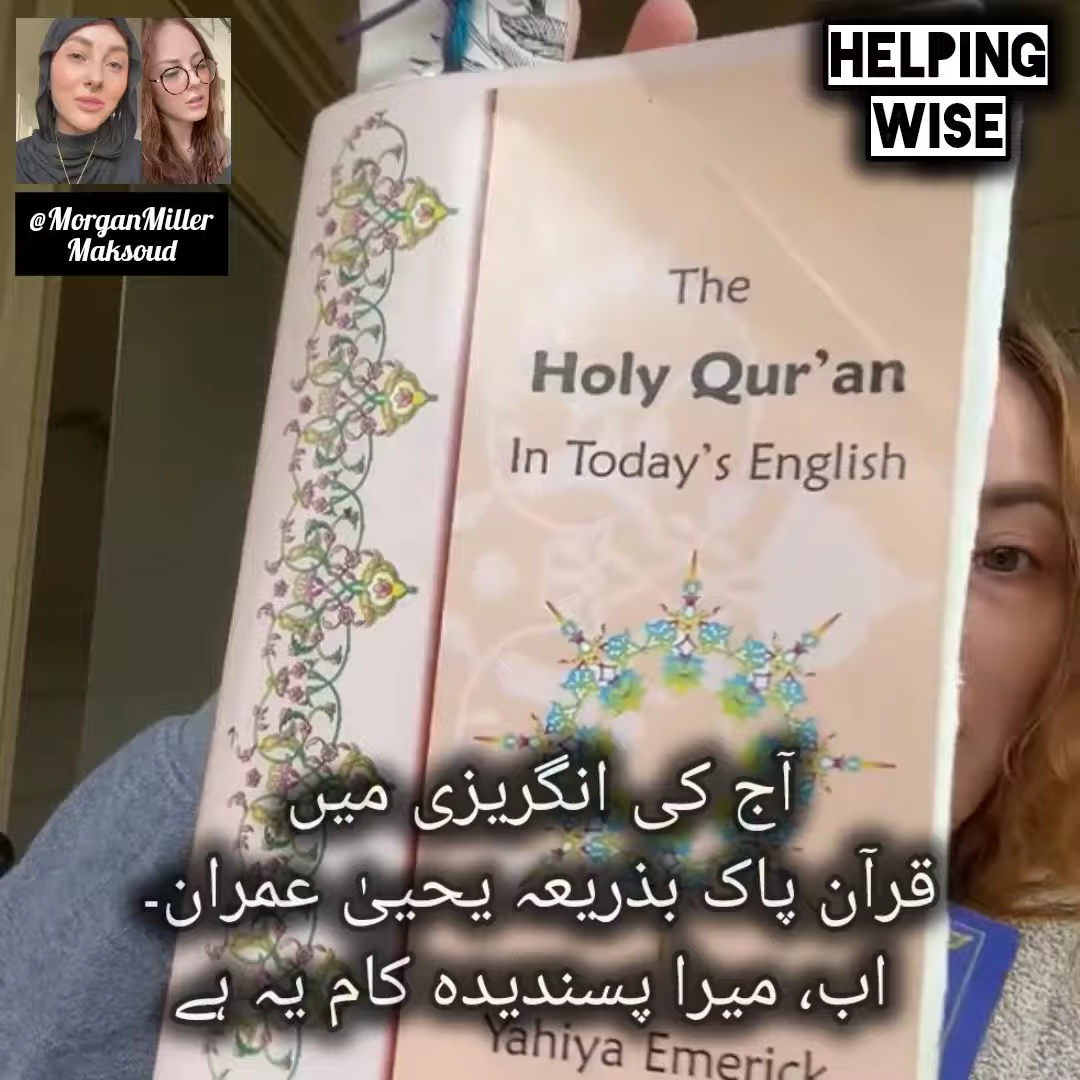 @MorganMiller
Maksoud
HELPING
WISE
The
Holy Qur'an
In Today's English
آج کی انگریزی میں
قرآن پاک بذریعہ یحییٰ عمران۔
اب، میرا پسندیدہ کام یہ ہے
Yahiya Emerick